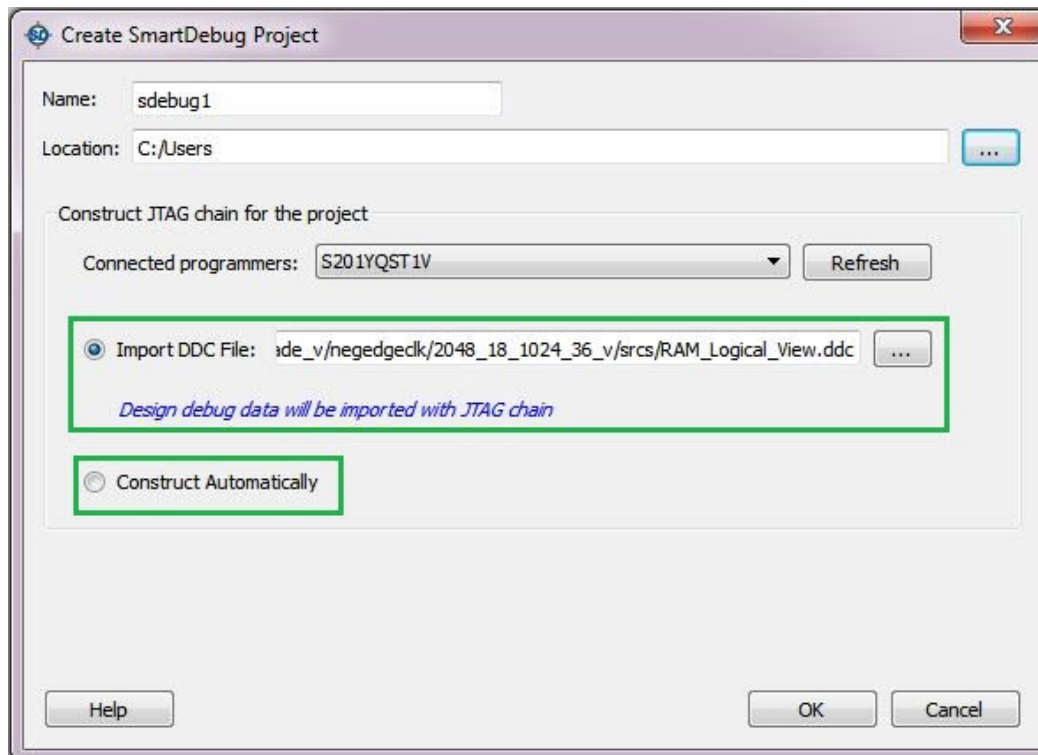 Create SmartDebug Project
Name: sdebug1
Location: C:/Users ...
Construct JTAG chain for the project
Connected programmers: S201YQST1V Refresh
Import DDC File: ade_v/negedgeclk/2048_18_1024_36_v/srcs/RAM_Logical_View.ddc ...
Design debug data will be imported with JTAG chain
Construct Automatically
Help OK Cancel